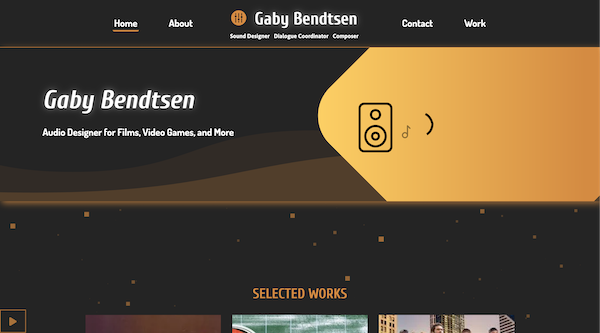 Home
About
Gaby Bendtsen
Sound Designer Dialogue Coordinator Composer
Contact
Work
Gaby Bendtsen
Audio Designer for Films, Video Games, and More
SELECTED WORKS